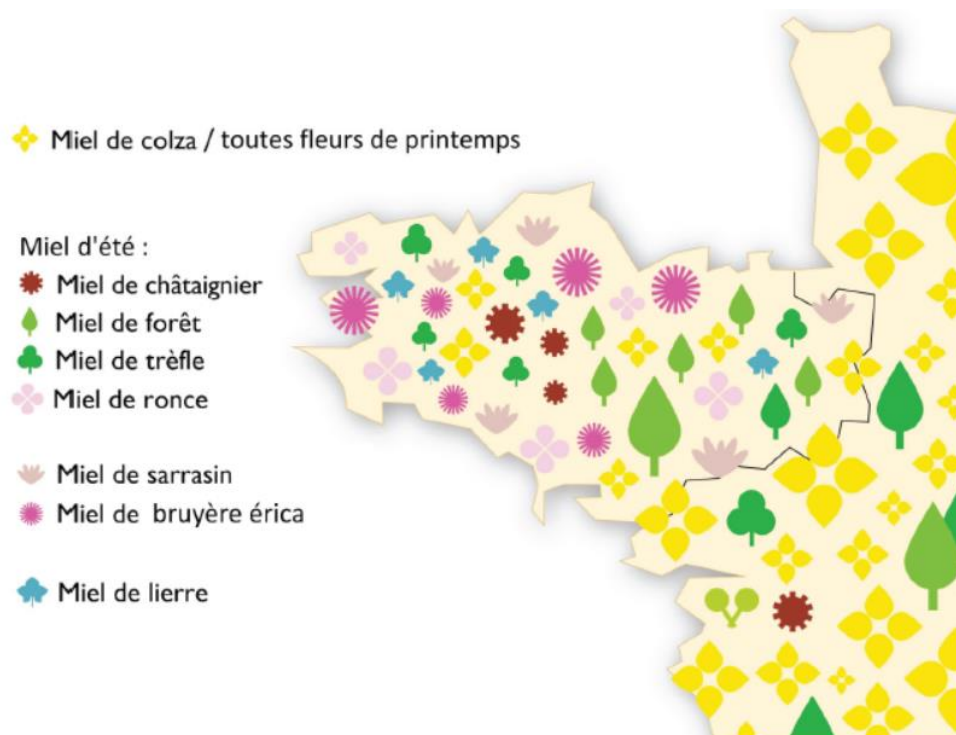 Miel de colza / toutes fleurs de printemps
Miel d'été :
Miel de châtaignier
Miel de forêt
Miel de trèfle
Miel de ronce
Miel de sarrasin
Miel de bruyère érica
Miel de lierre